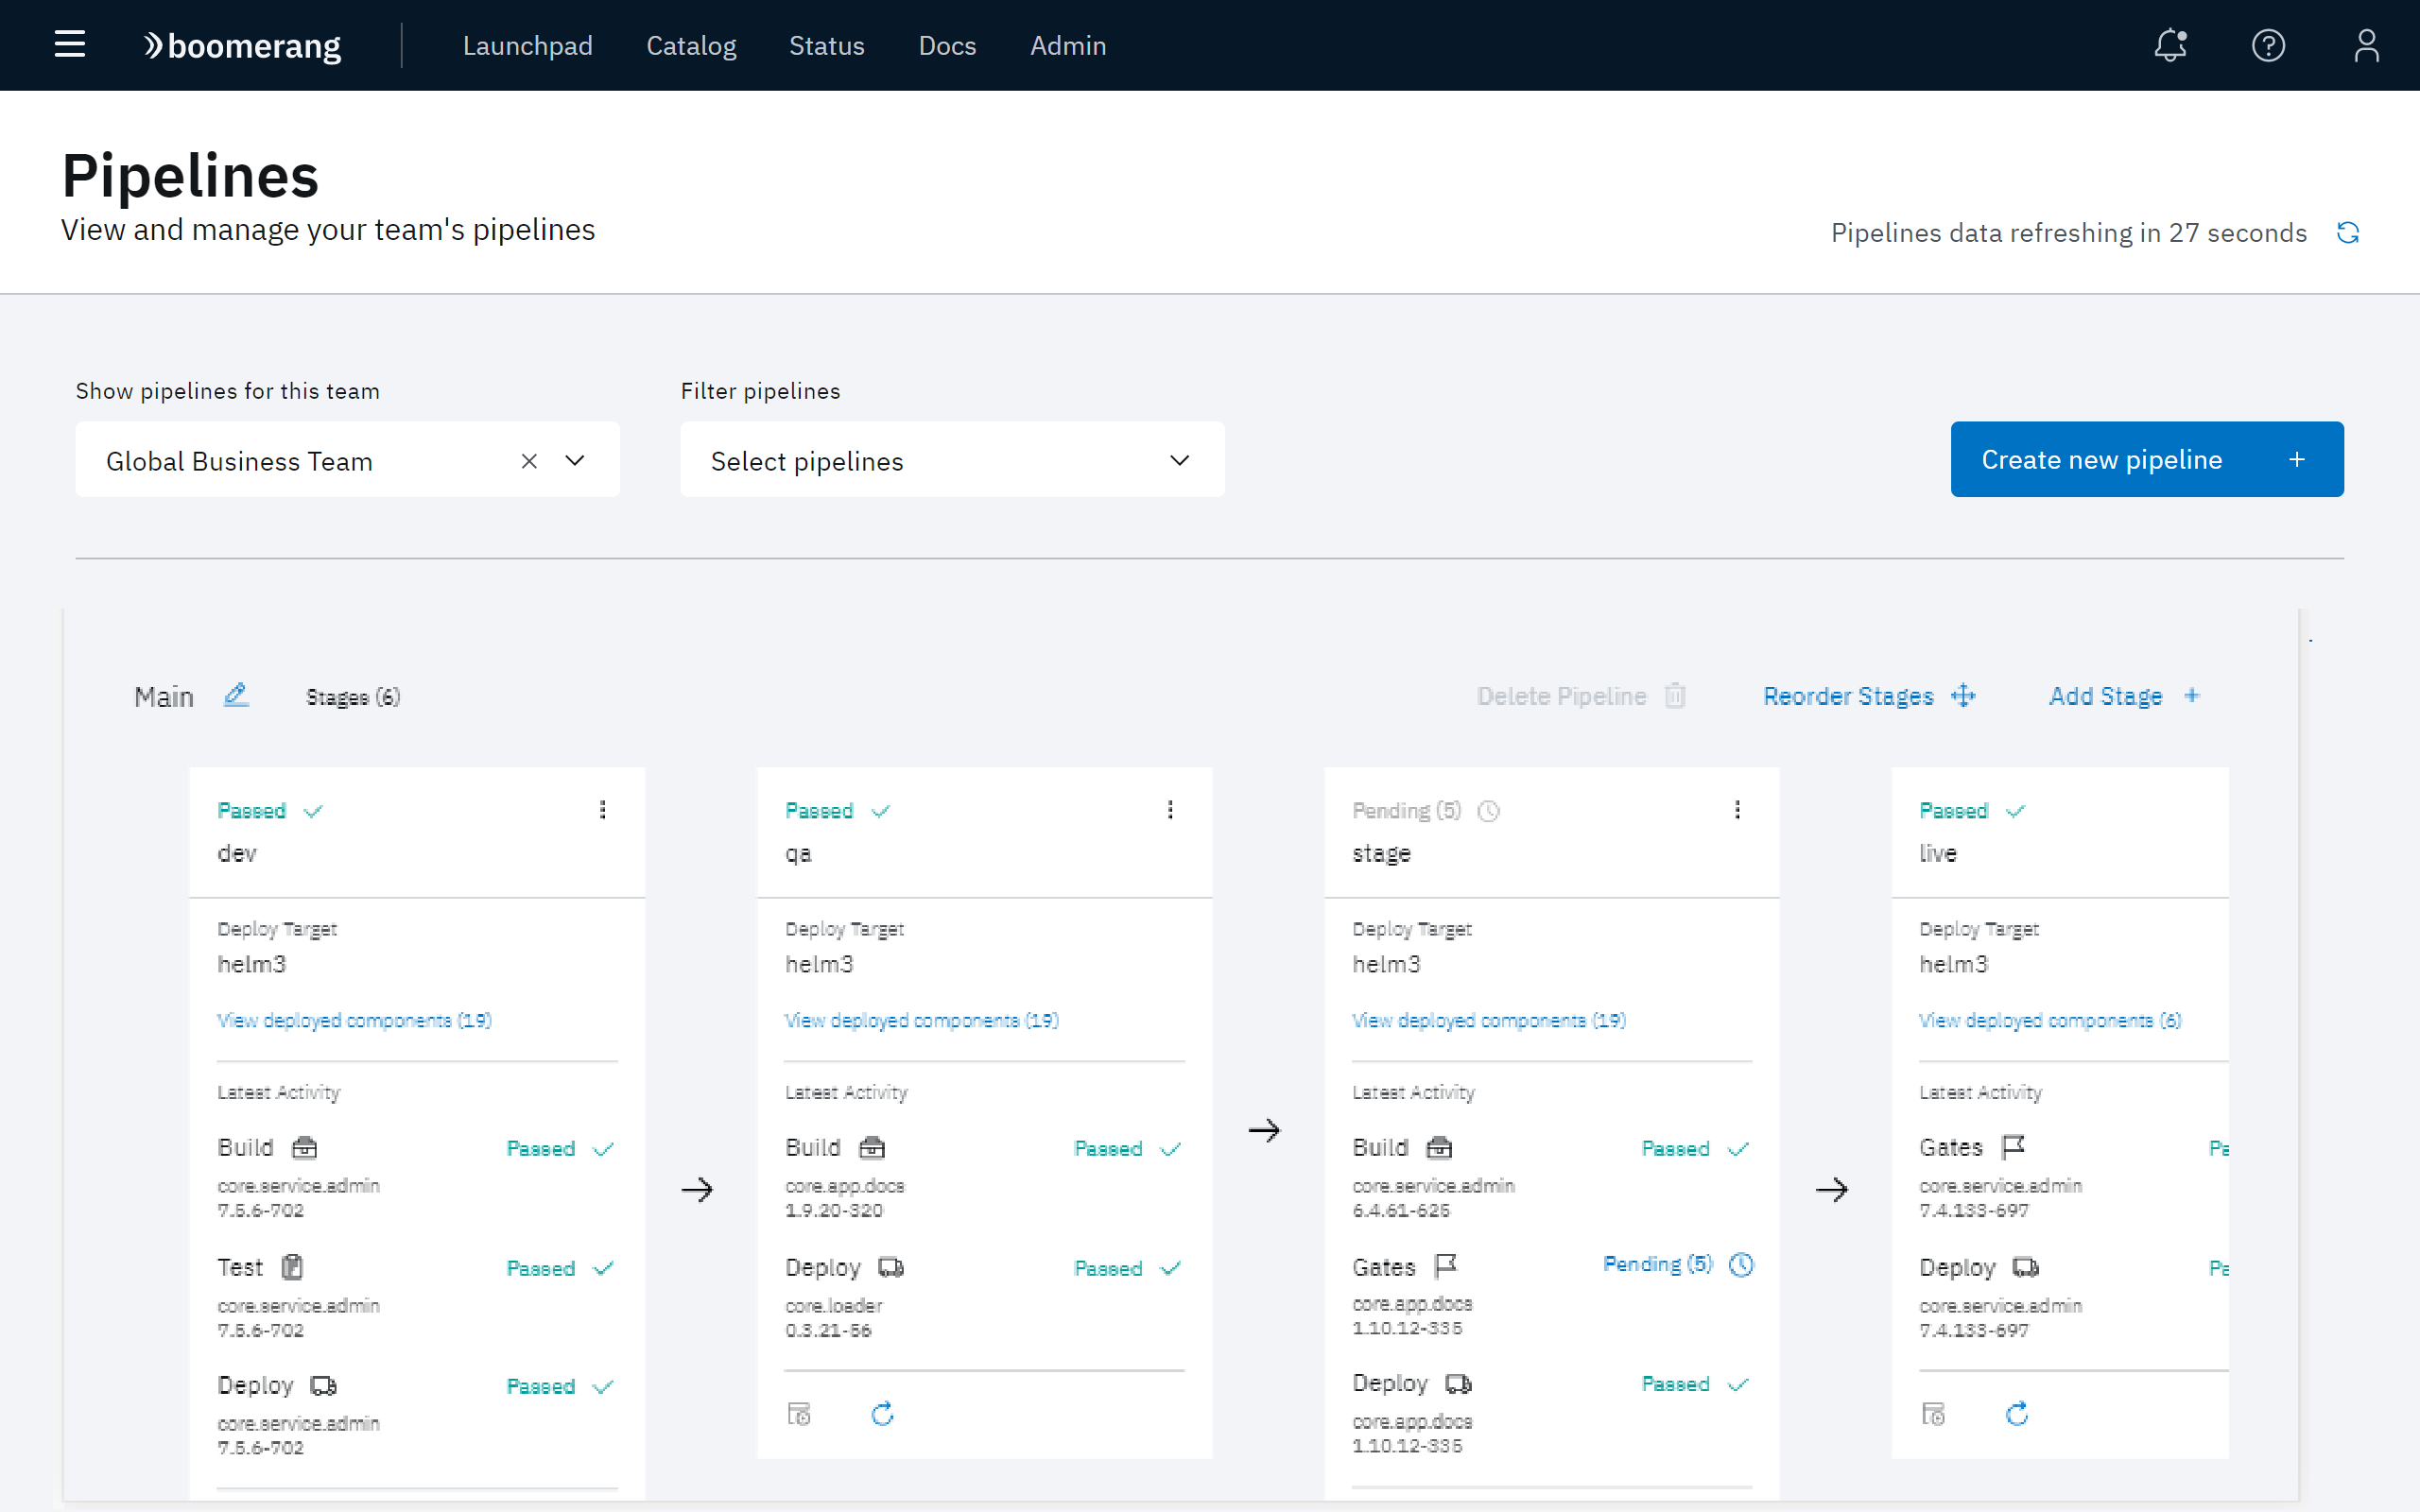 boomerang
Launchpad
Catalog
Status
Docs
Admin
Pipelines
View and manage your team's pipelines
Pipelines data refreshing in 27 seconds
Show pipelines for this team
Filter pipelines
Global Business Team
Select pipelines
Create new pipeline
Main
Stages (6)
Delete Pipeline
Reorder Stages
Add Stage
Passed
dev
Deploy Target
helm3
View deployed components (19)
Latest Activity
Build
Passed
core.service.admin
7.5.6-702
Test
Passed
core.service.admin
7.5.6-702
Deploy
Passed
core.service.admin
7.5.6-702
Passed
qa
Deploy Target
helm3
View deployed components (19)
Latest Activity
Build
Passed
core.app.docs
1.9.20-320
Deploy
Passed
core.loader
0.3.21-56
Pending (5)
stage
Deploy Target
helm3
View deployed components (19)
Latest Activity
Build
Passed
core.service.admin
6.4.61-625
Gates
Pending (5)
core.app.docs
1.10.12-335
Deploy
Passed
core.app.docs
1.10.12-335
Passed
live
Deploy Target
helm3
View deployed components (6)
Latest Activity
Gates
core.service.admin
7.4.133-697
Deploy
core.service.admin
7.4.133-697